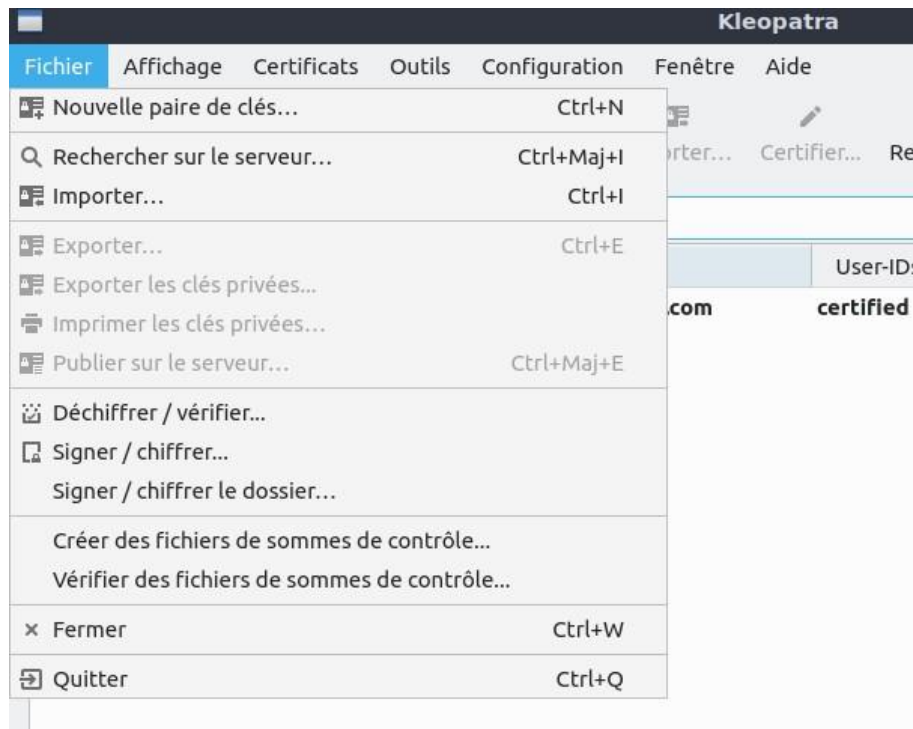 Kleopatra
Fichier Affichage Certificats Outils Configuration Fenêtre Aide
Nouvelle paire de clés… Ctrl+N
Certifier...
Rechercher sur le serveur… Ctrl+Maj+I
Importer… Ctrl+I
Exporter… Ctrl+E
User-IDs
Exporter les clés privées...
.com certified
Imprimer les clés privées…
Publier sur le serveur… Ctrl+Maj+E
Déchiffrer / vérifier...
Signer / chiffrer...
Signer / chiffrer le dossier…
Créer des fichiers de sommes de contrôle...
Vérifier des fichiers de sommes de contrôle...
Fermer Ctrl+W
Quitter Ctrl+Q